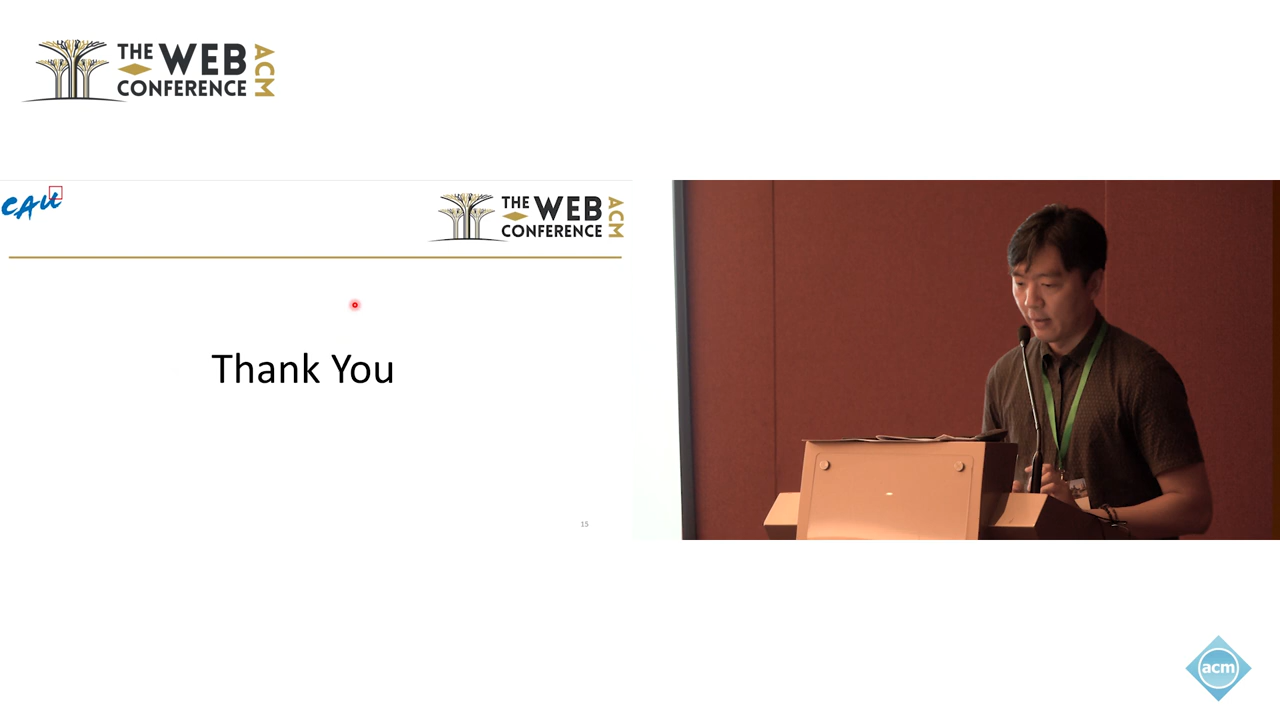 THE WEB
CONFERENCE
ACM
CAU
THE WEB
CONFERENCE
ACM
Thank You
15
acm